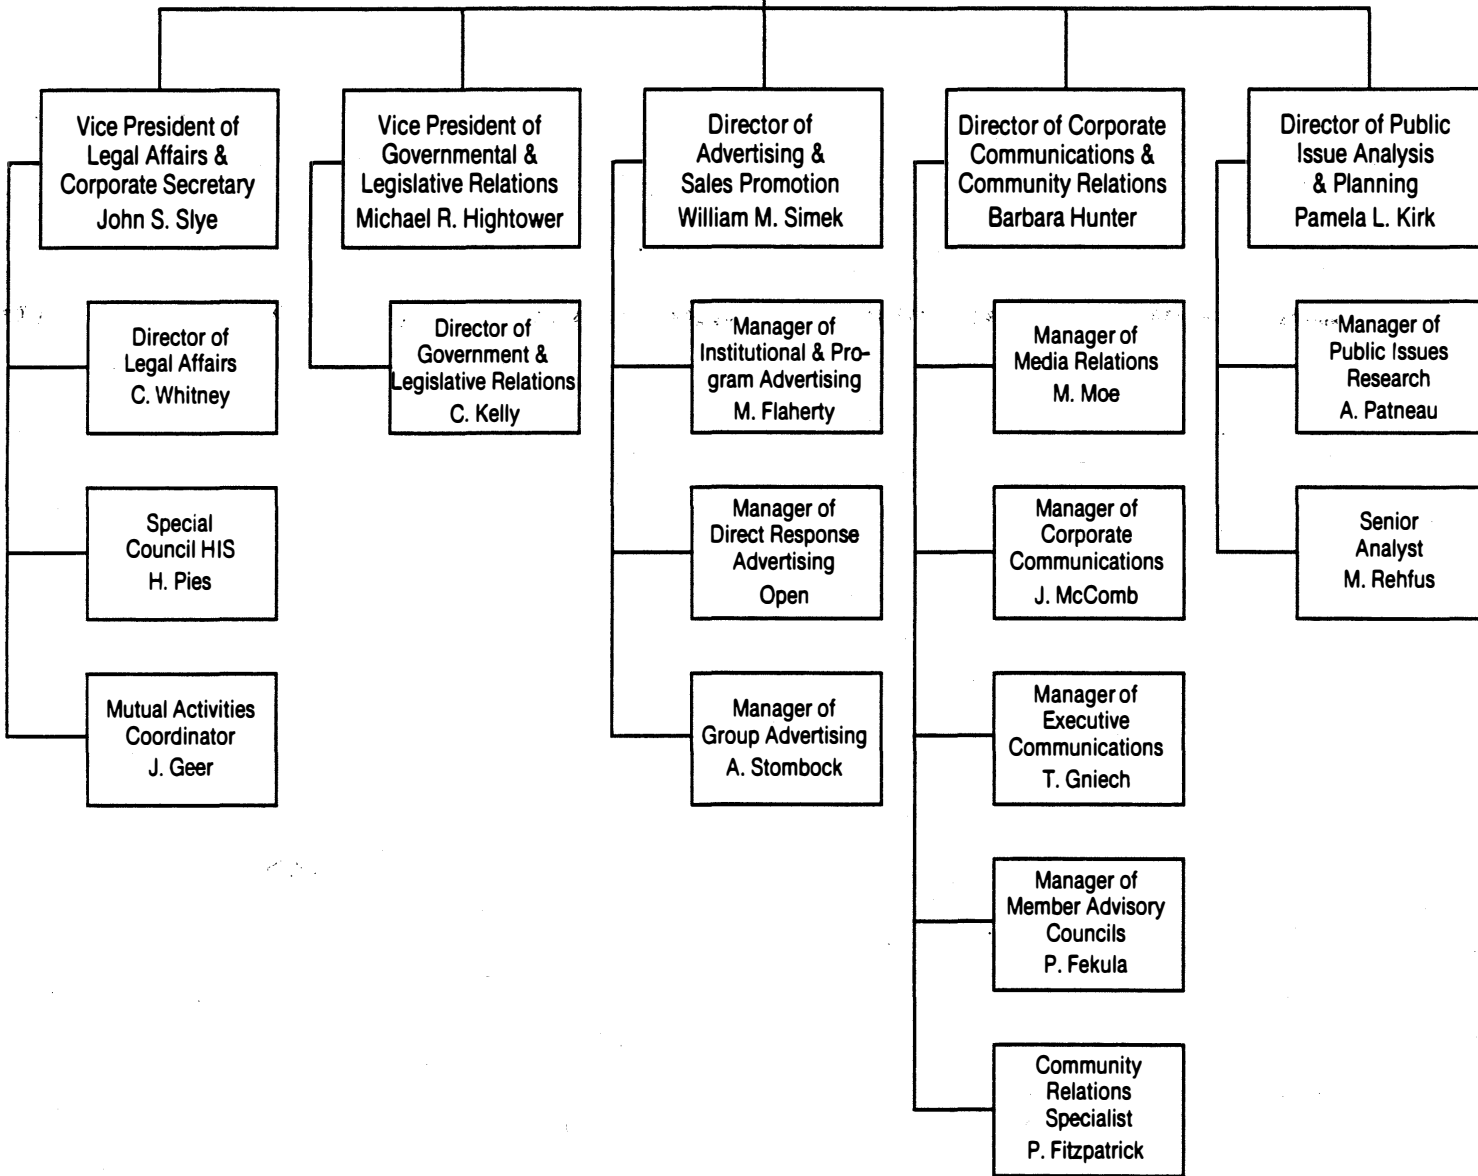 Vice President of
Legal Affairs &
Corporate Secretary
John S. Slye
Director of
Legal Affairs
C. Whitney
Special
Council HIS
H. Pies
Mutual Activities
Coordinator
J. Geer
Vice President of
Governmental &
Legislative Relations
Michael R. Hightower
Director of
Government &
Legislative Relations
C. Kelly
Director of
Advertising &
Sales Promotion
William M. Simek
Manager of
Institutional & Pro-
gram Advertising
M. Flaherty
Manager of
Direct Response
Advertising
Open
Manager of
Group Advertising
A. Stombock
Director of Corporate
Communications &
Community Relations
Barbara Hunter
Manager of
Media Relations
M. Moe
Manager of
Corporate
Communications
J. McComb
Manager of
Executive
Communications
T. Gniech
Manager of
Member Advisory
Councils
P. Fekula
Community
Relations
Specialist
P. Fitzpatrick
Director of Public
Issue Analysis
& Planning
Pamela L. Kirk
Manager of
Public Issues
Research
A. Patneau
Senior
Analyst
M. Rehfus